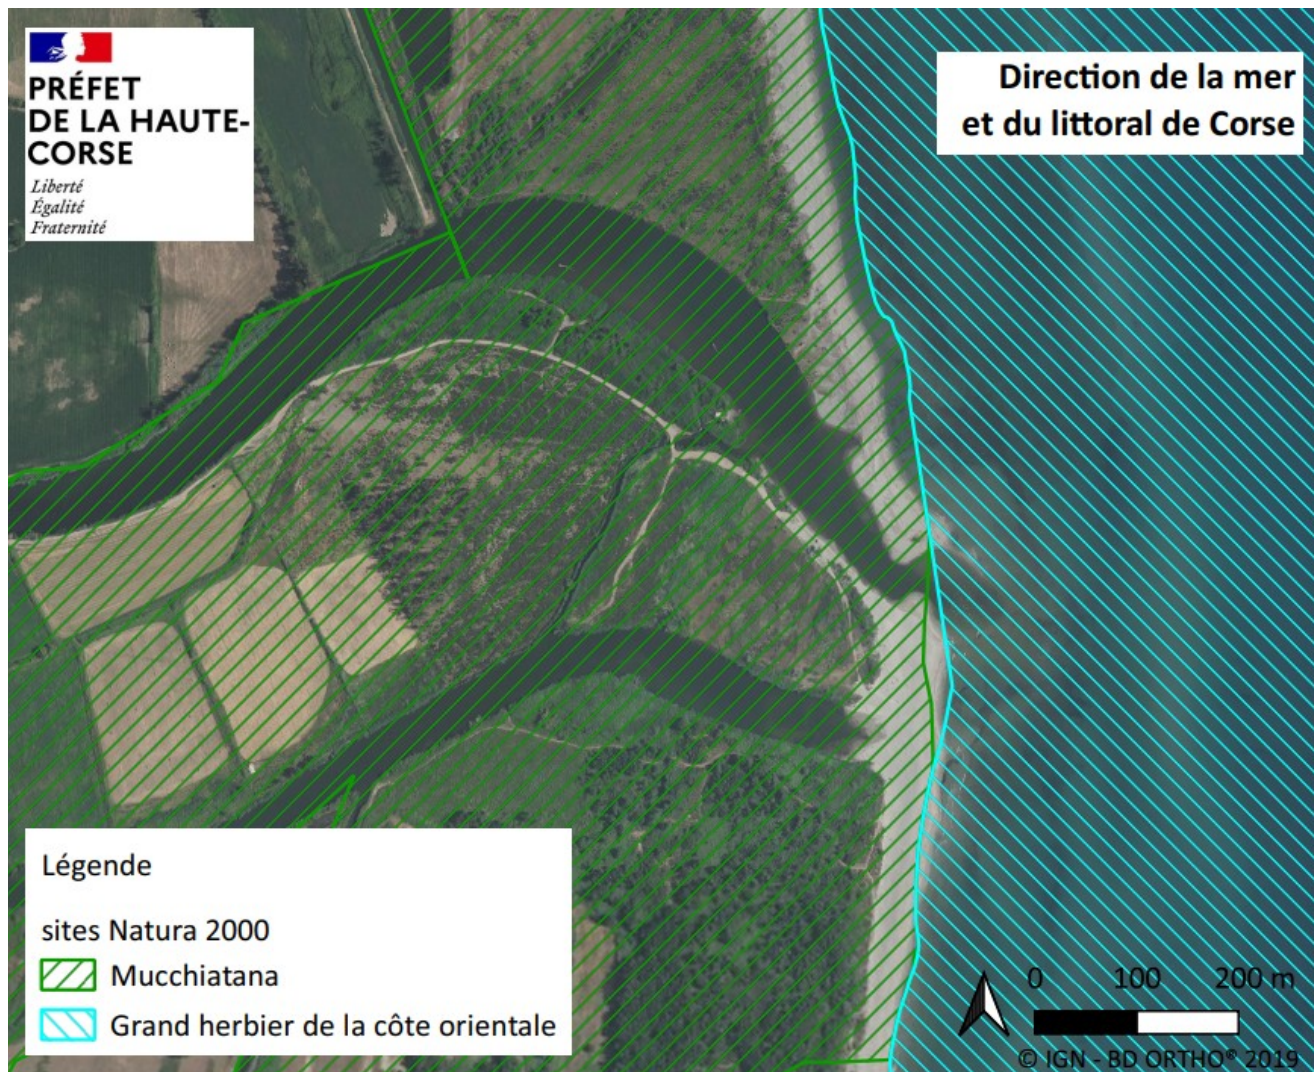 PRÉFET
DE LA HAUTE-
CORSE
Liberté
Égalité
Fraternité
Direction de la mer
et du littoral de Corse
Légende
sites Natura 2000
Mucchiatana
Grand herbier de la côte orientale
0 100 200 m
© IGN - BD ORTHO® 2019